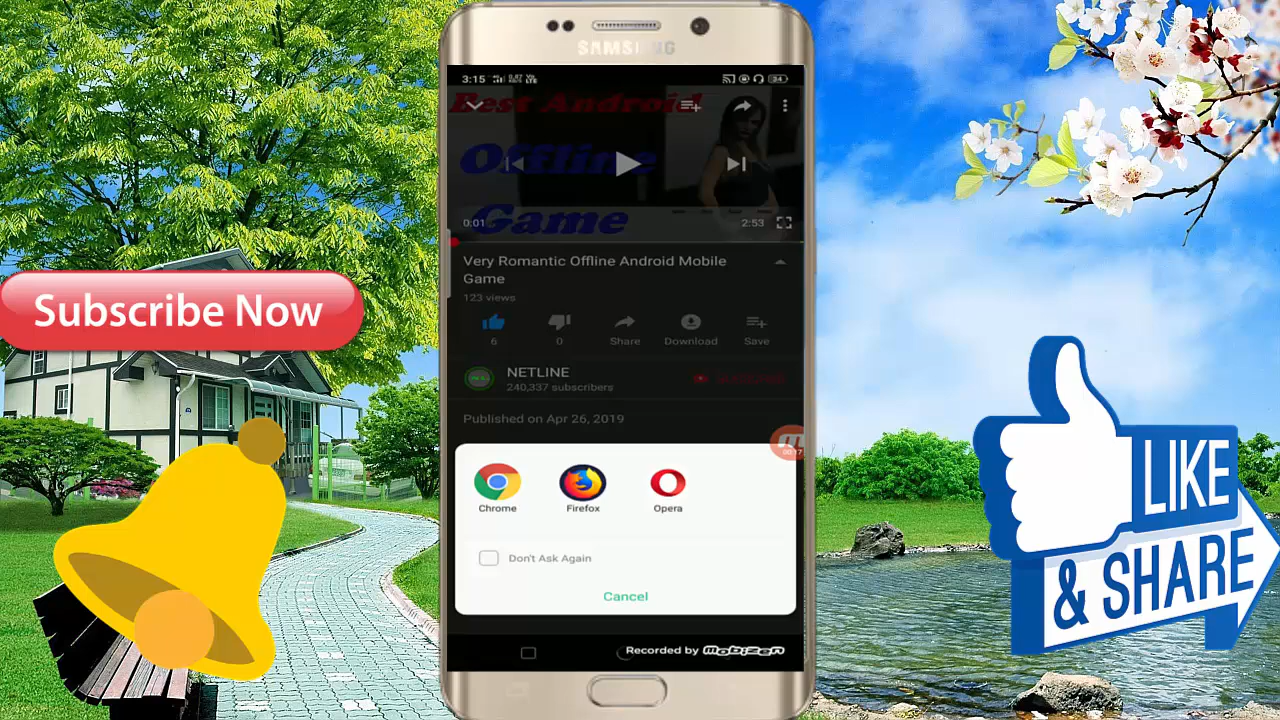 SAMSUNG
3:15
Best Android
Offline
Game
0:01
2:53
Very Romantic Offline Android Mobile
Game
123 views
6
0
Share
Download
Save
NETLINE
240,337 subscribers
Published on Apr 26, 2019
00:17
Chrome
Firefox
Opera
Don't Ask Again
Cancel
Recorded by mobizen
Subscribe Now
LIKE
& SHARE